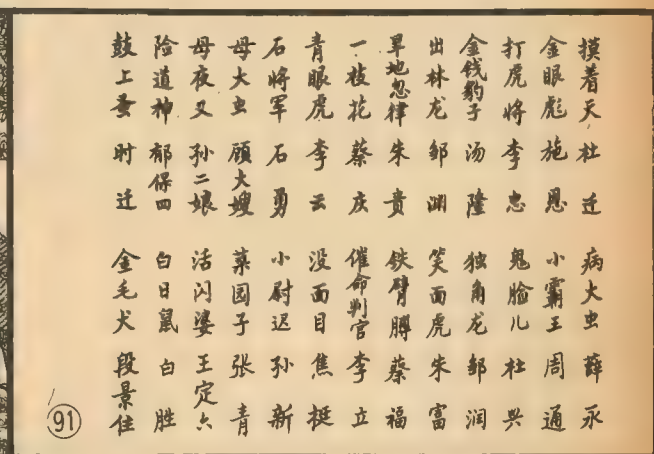 摸着天 杜迁 病大虫 薛永
金眼彪 施恩 小霸王 周通
打虎将 李忠 鬼脸儿 杜兴
金钱豹子 汤隆 独角龙 邹润
出林龙 邹渊 笑面虎 朱富
旱地忽律 朱贵 铁臂膊 蔡福
一枝花 蔡庆 催命判官 李立
青眼虎 李云 没面目 焦挺
石将军 石勇 小尉迟 孙新
母大虫 顾大嫂 菜园子 张青
母夜叉 孙二娘 活闪婆 王定六
险道神 郁保四 白日鼠 白胜
鼓上蚤 时迁 金毛犬 段景住
91